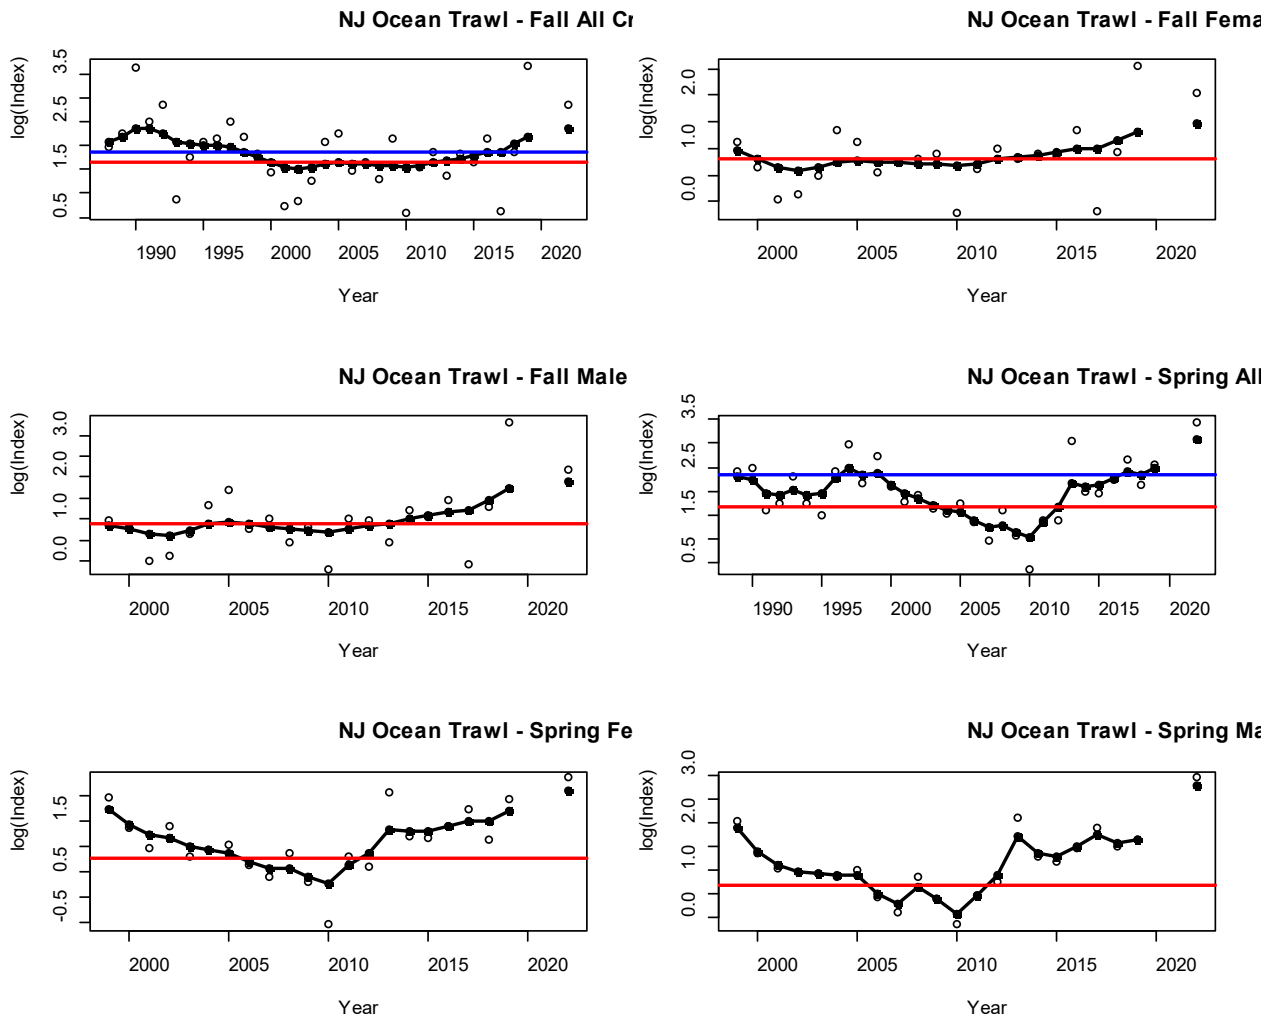 NJ Ocean Trawl - Fall All Cr
log(Index)
3.5
2.5
1.5
0.5
1990 1995 2000 2005 2010 2015 2020
Year
NJ Ocean Trawl - Fall Fema
log(Index)
2.0
1.0
0.0
2000 2005 2010 2015 2020
Year
NJ Ocean Trawl - Fall Male
log(Index)
3.0
2.0
1.0
0.0
2000 2005 2010 2015 2020
Year
NJ Ocean Trawl - Spring All
log(Index)
3.5
2.5
1.5
0.5
1990 1995 2000 2005 2010 2015 2020
Year
NJ Ocean Trawl - Spring Fe
log(Index)
1.5
0.5
-0.5
2000 2005 2010 2015 2020
Year
NJ Ocean Trawl - Spring Ma
log(Index)
3.0
2.0
1.0
0.0
2000 2005 2010 2015 2020
Year